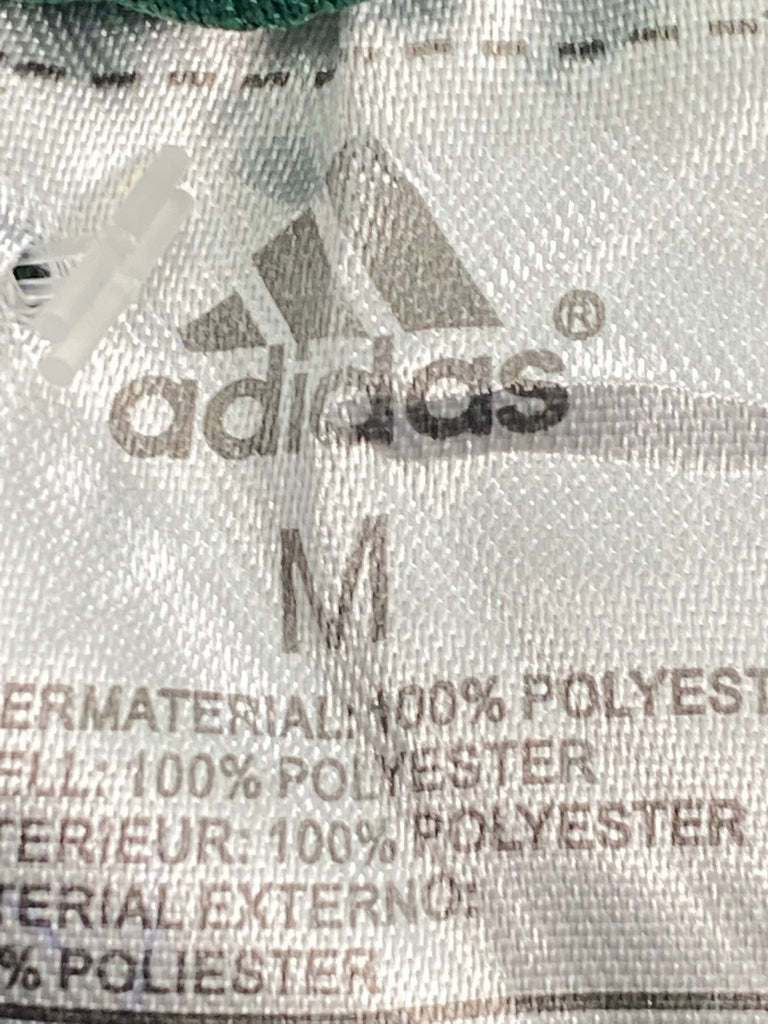 adidas®
M
ERMATERIAL: 100% POLYEST
ELL: 100% POLYESTER
TERIEUR: 100% POLYESTER
TERIAL EXTERNO:
% POLIESTER